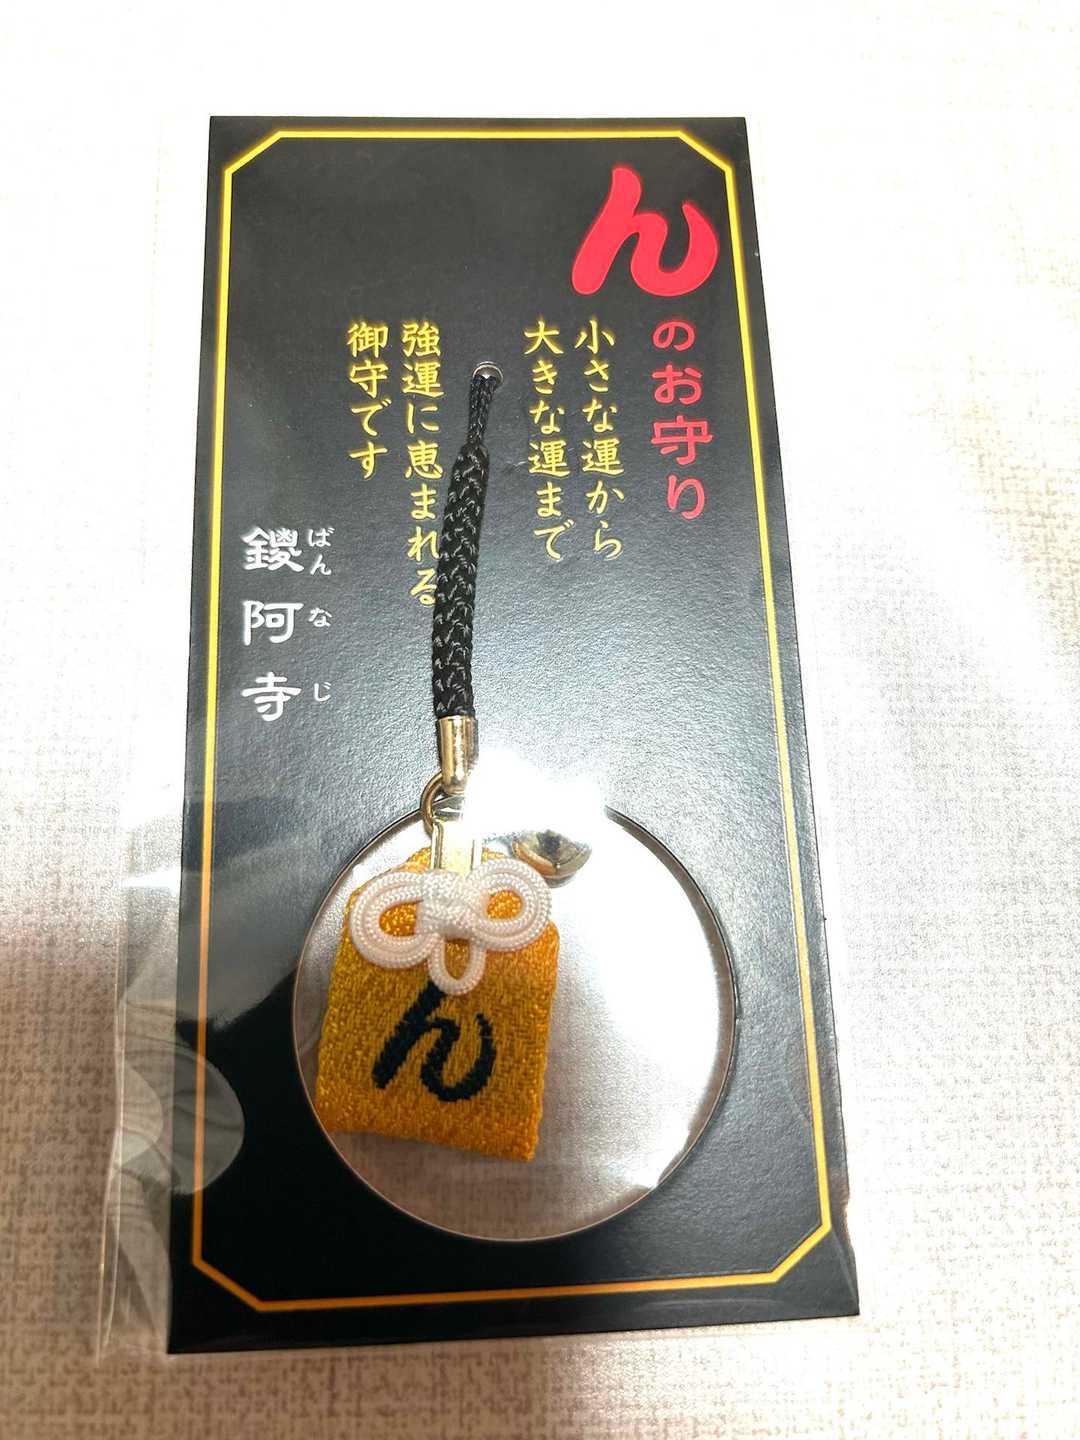 んのお守り
小さな運から
大きな運まで
強運に恵まれる
御守です
ばんなじ
鑁阿寺
ん